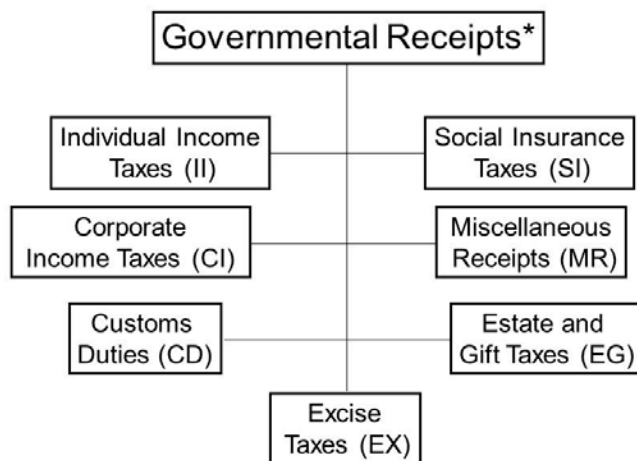 Governmental Receipts*
Individual Income
Taxes (II)
Social Insurance
Taxes (SI)
Corporate
Income Taxes (CI)
Miscellaneous
Receipts (MR)
Customs
Duties (CD)
Estate and
Gift Taxes (EG)
Excise
Taxes (EX)